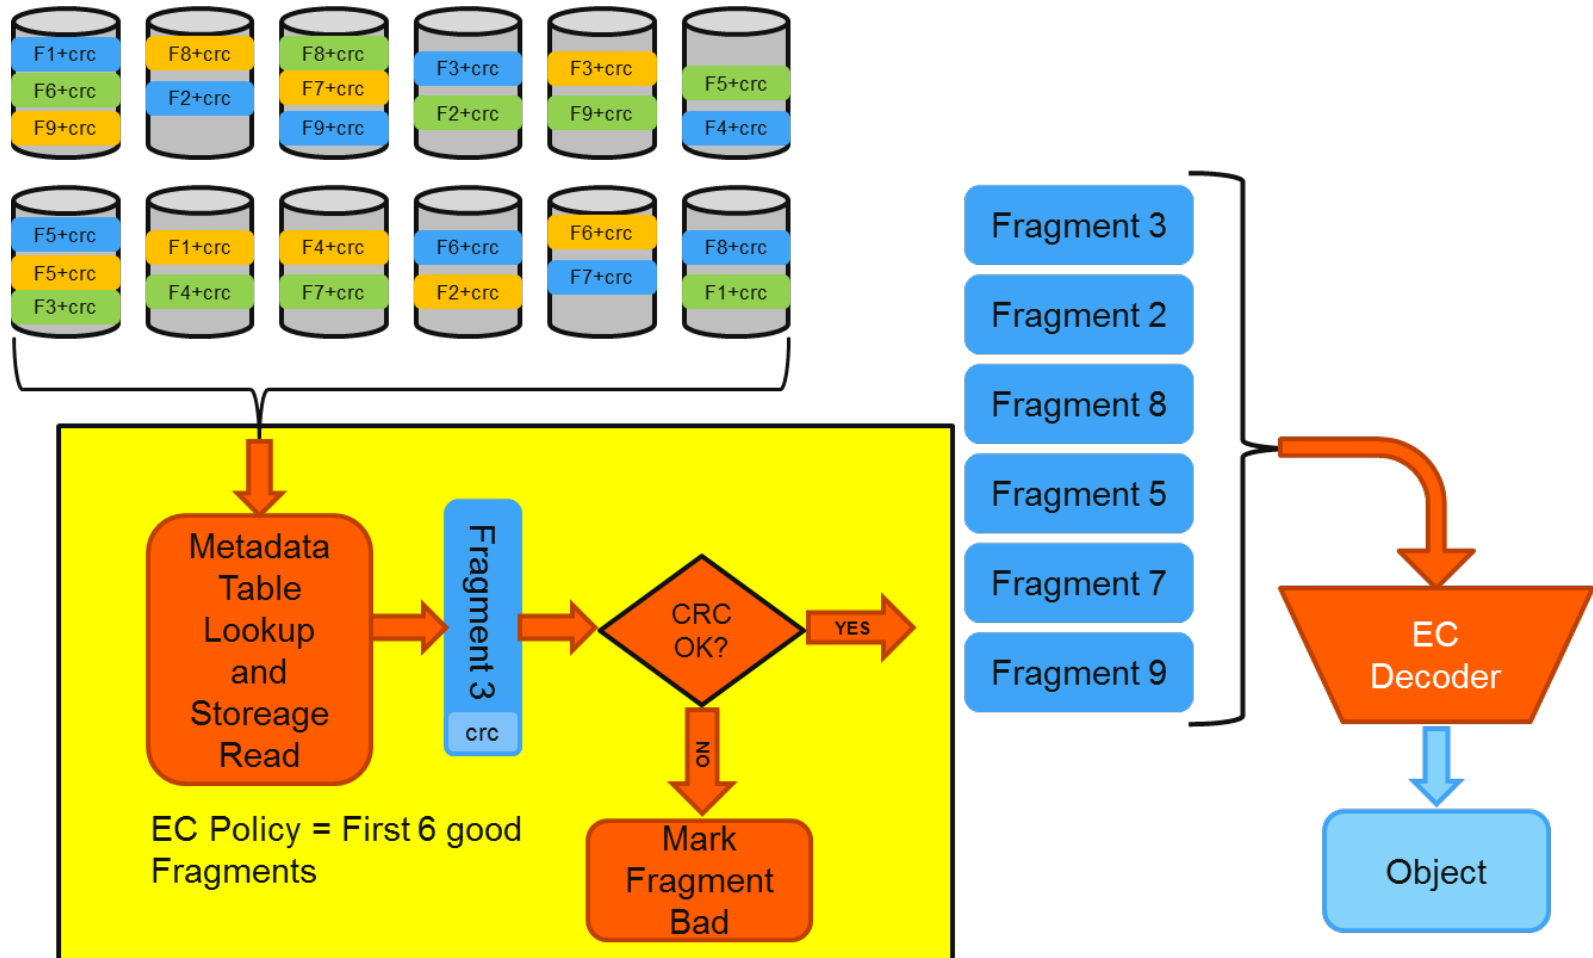 F1+crc
F6+crc
F9+crc
F8+crc
F2+crc
F8+crc
F7+crc
F9+crc
F3+crc
F2+crc
F3+crc
F9+crc
F5+crc
F4+crc
F5+crc
F5+crc
F3+crc
F1+crc
F4+crc
F4+crc
F7+crc
F6+crc
F2+crc
F6+crc
F7+crc
F8+crc
F1+crc
Metadata
Table
Lookup
and
Storeage
Read
Fragment 3
crc
CRC
OK?
YES
NO
Mark
Fragment
Bad
EC Policy = First 6 good
Fragments
Fragment 3
Fragment 2
Fragment 8
Fragment 5
Fragment 7
Fragment 9
EC
Decoder
Object